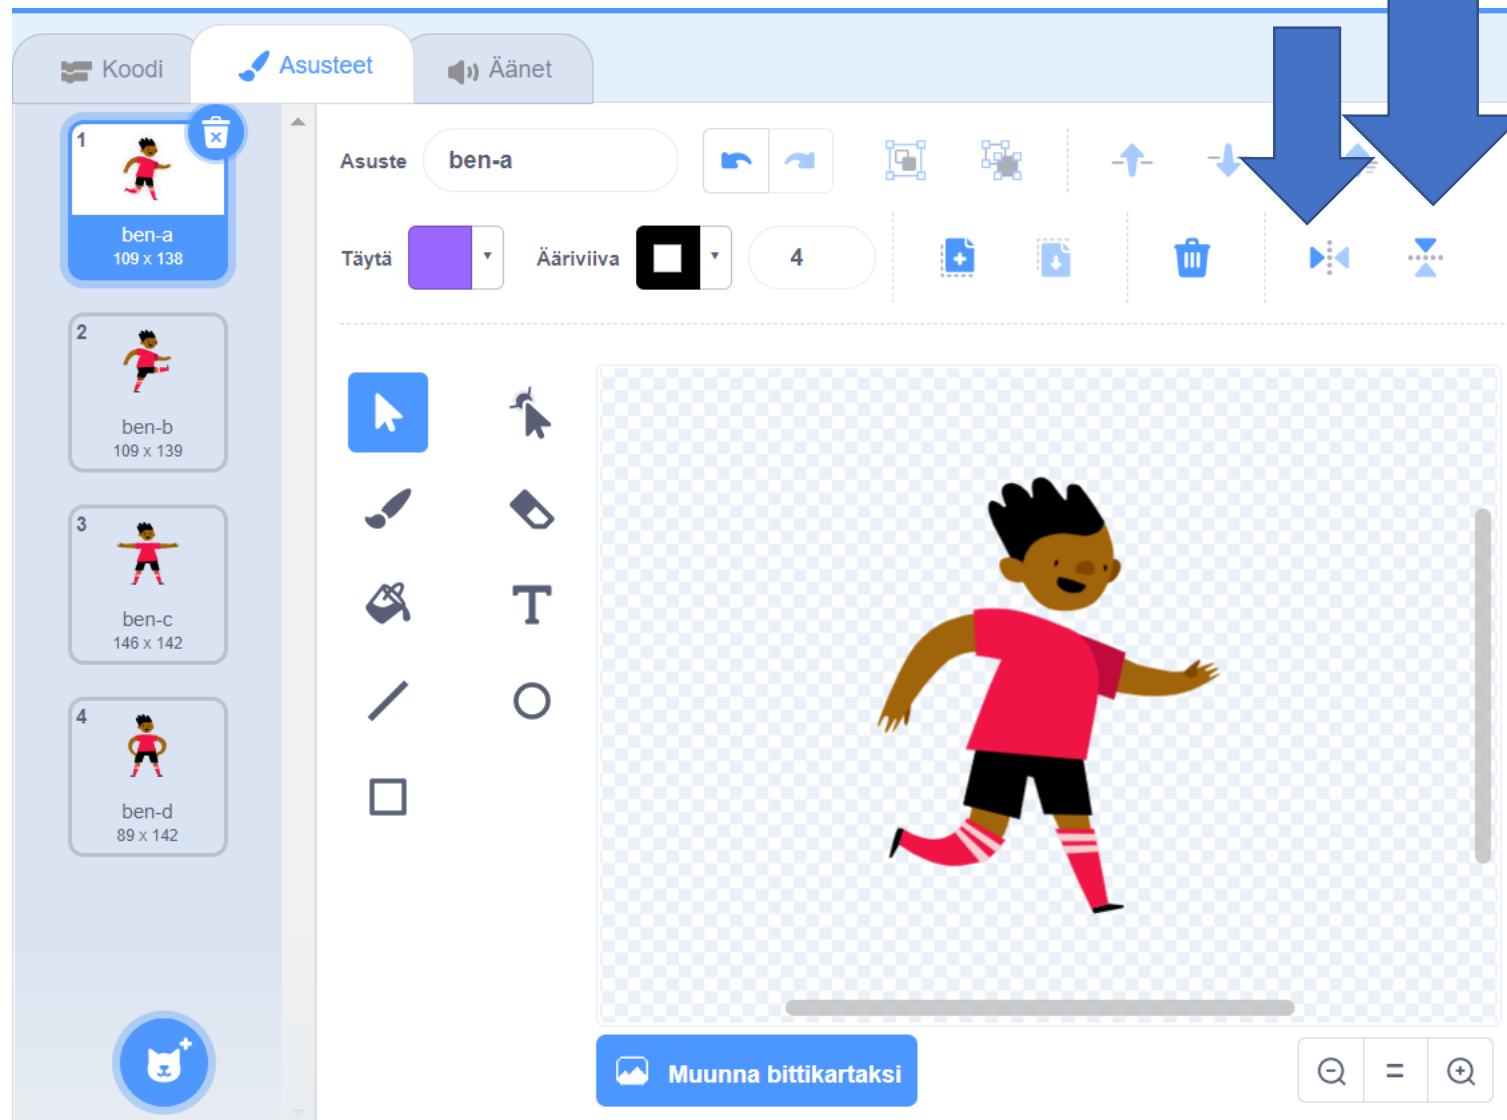 Koodi
Asusteet
Äänet
1
ben-a
109 x 138
2
ben-b
109 x 139
3
ben-c
146 x 142
4
ben-d
89 x 142
Asuste
ben-a
Täytä
Ääriviiva
4
T
Muunna bittikartaksi
=